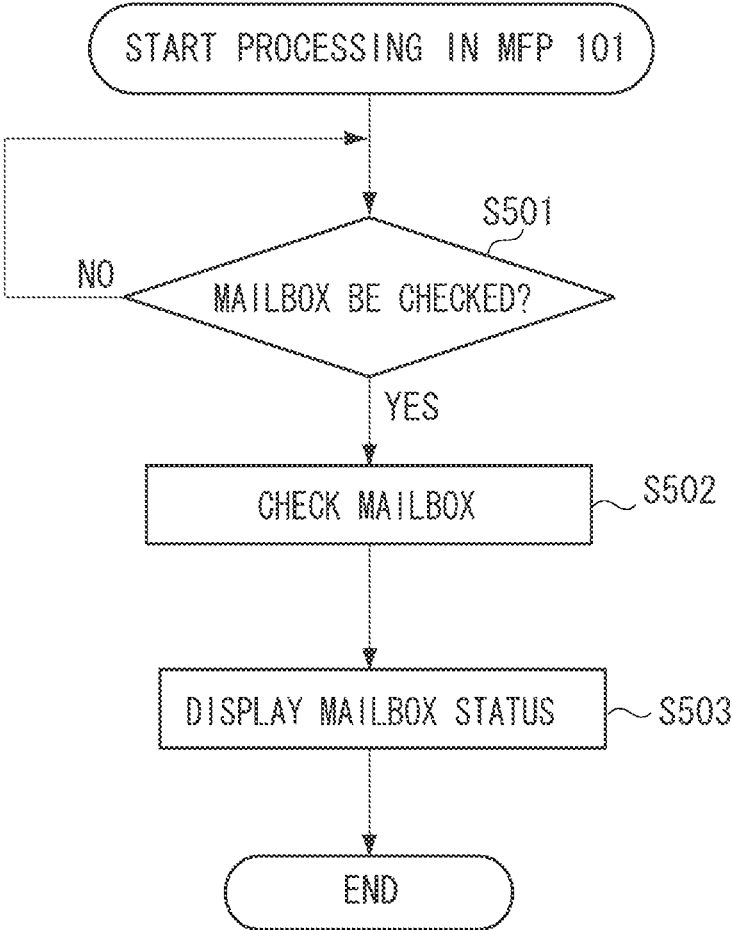 START PROCESSING IN MFP 101
S501
NO
MAILBOX BE CHECKED?
YES
CHECK MAILBOX
S502
DISPLAY MAILBOX STATUS
S503
END